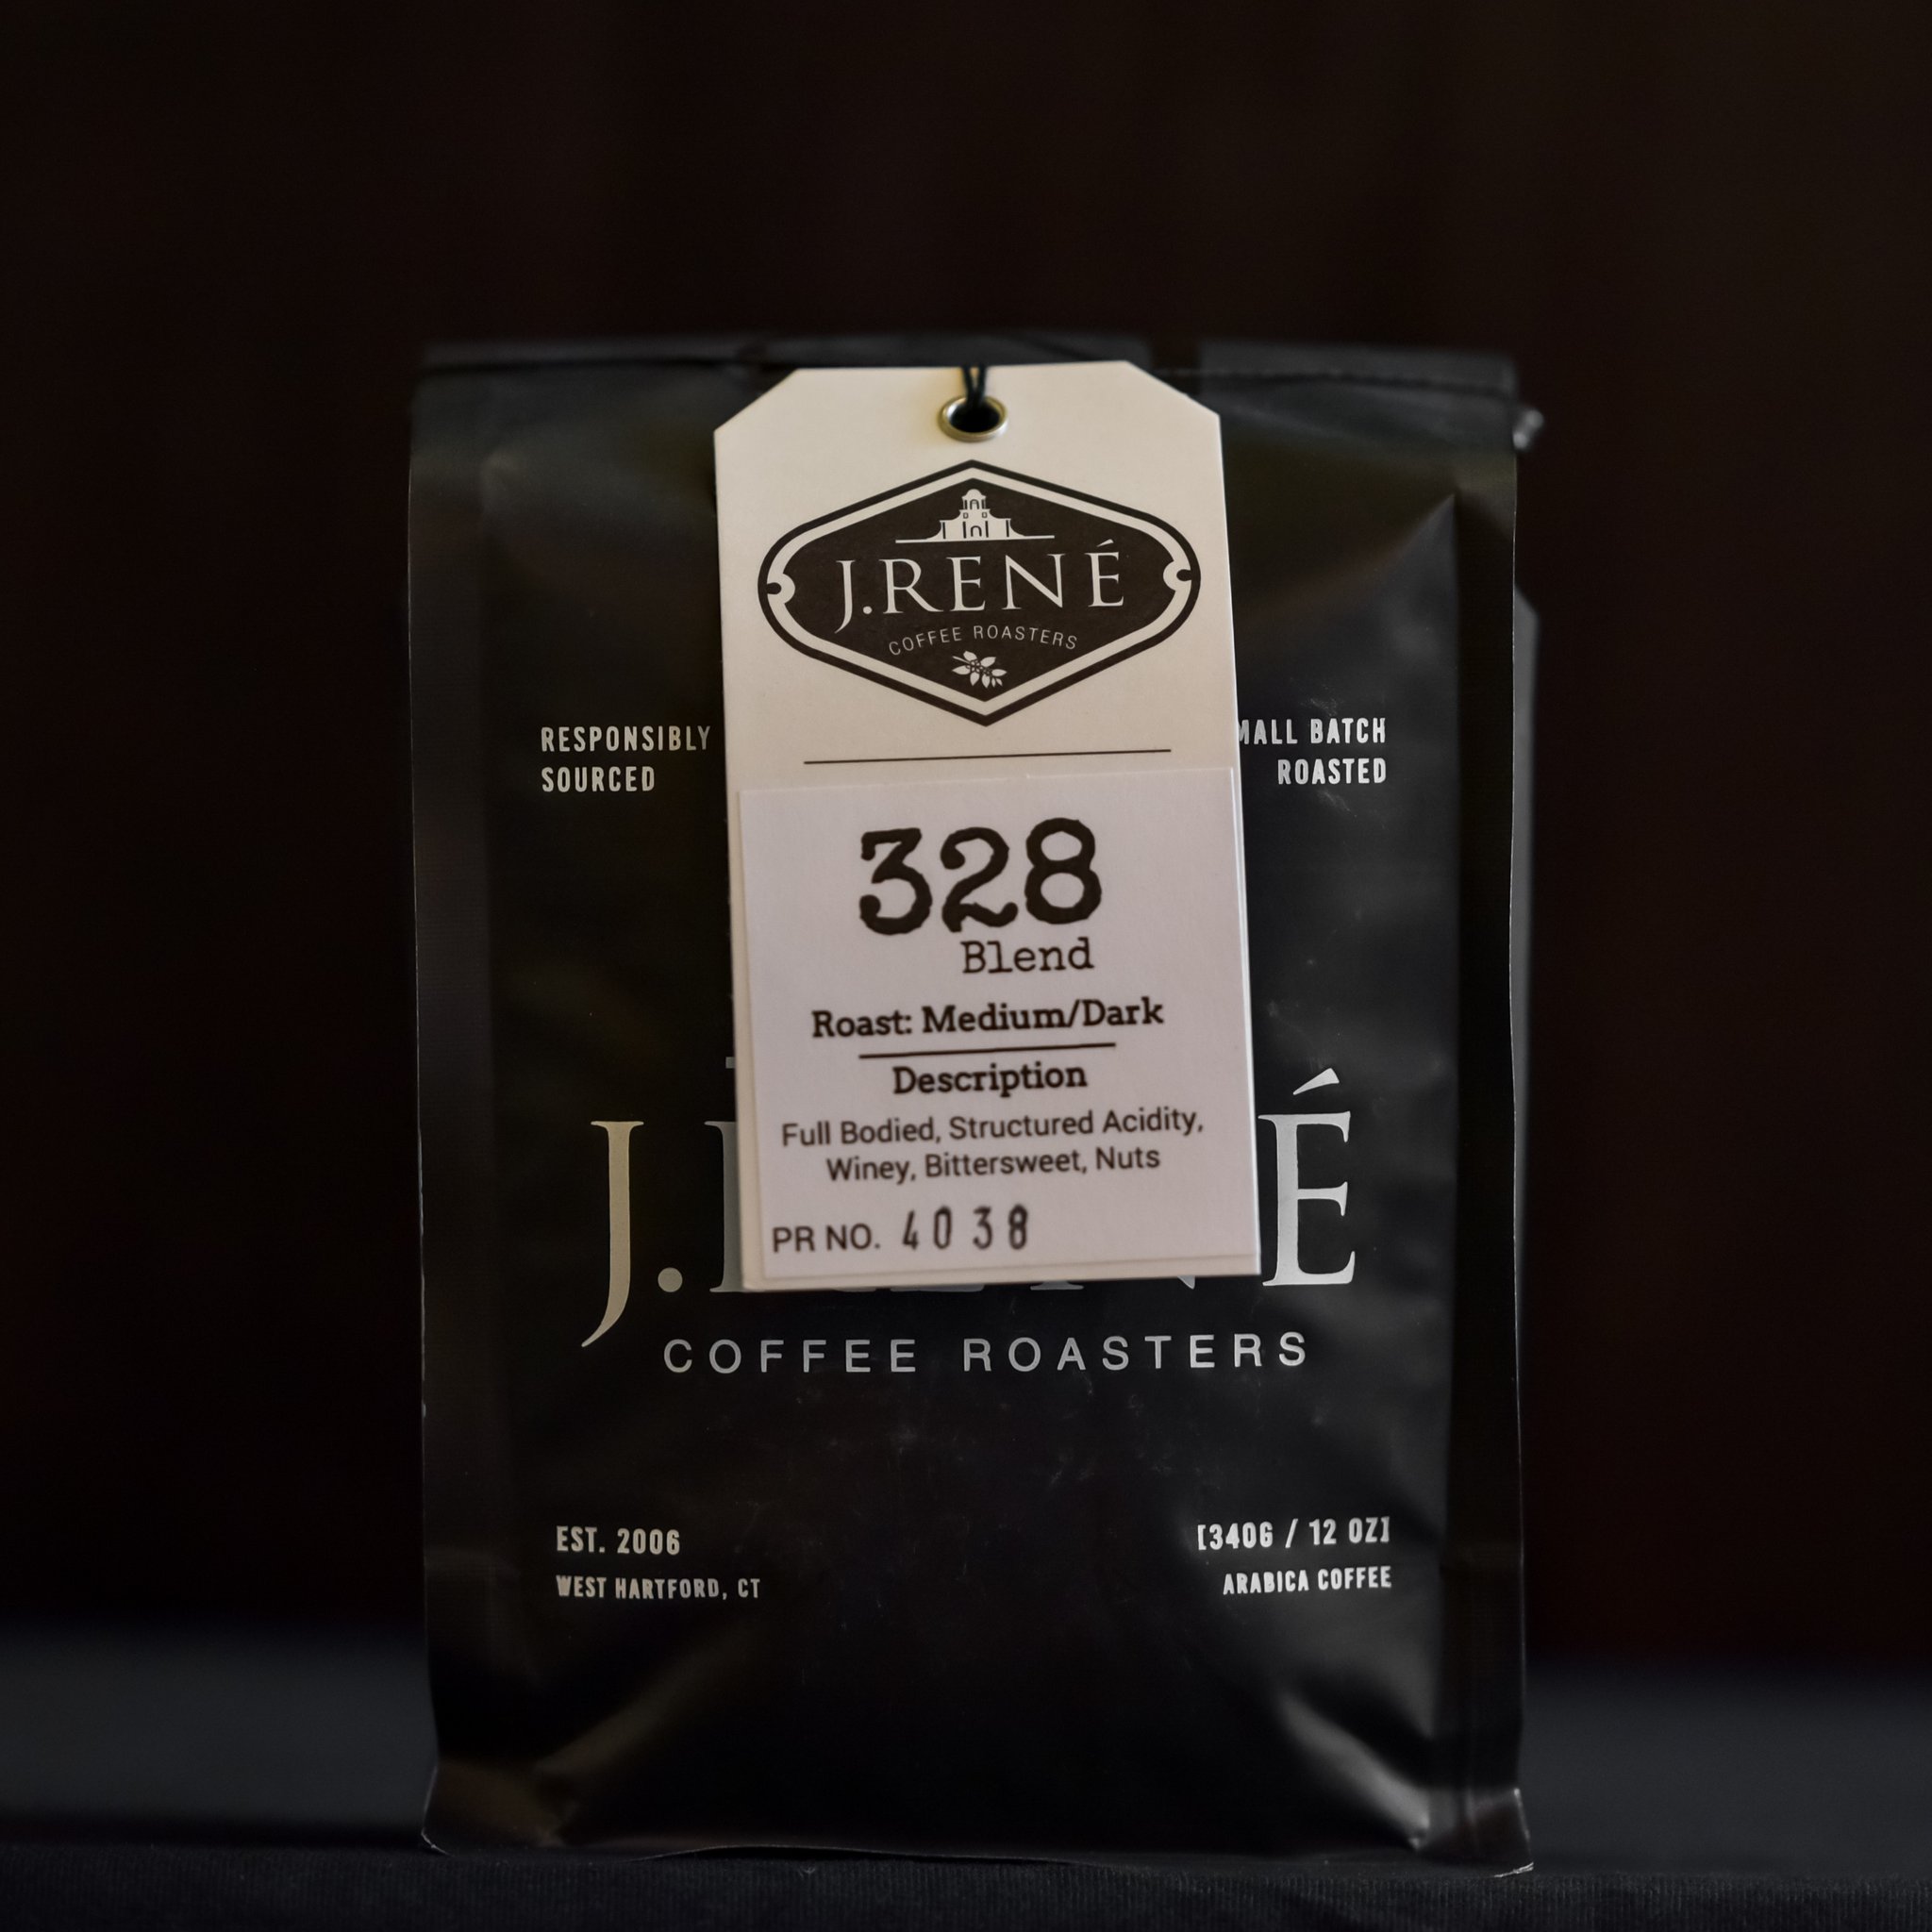 J.RENÉ
COFFEE ROASTERS
RESPONSIBLY
SOURCED
BATCH
ROASTED
328
Blend
Roast: Medium/Dark
Description
Full Bodied, Structured Acidity,
Winey, Bittersweet, Nuts
PR NO. 4038
J. É
COFFEE ROASTERS
EST. 2006
WEST HARTFORD, CT
[340G / 12 OZ]
ARABICA COFFEE